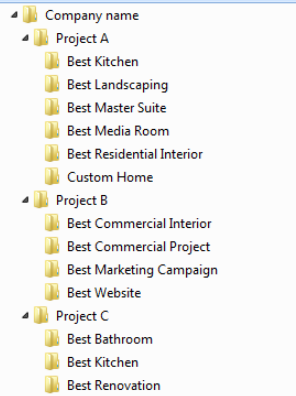 Company name
Project A
Best Kitchen
Best Landscaping
Best Master Suite
Best Media Room
Best Residential Interior
Custom Home
Project B
Best Commercial Interior
Best Commercial Project
Best Marketing Campaign
Best Website
Project C
Best Bathroom
Best Kitchen
Best Renovation